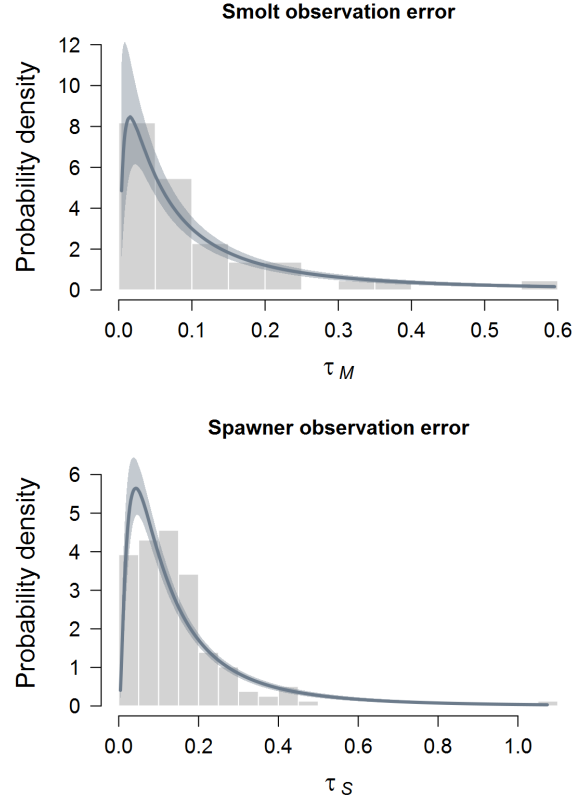 Smolt observation error
Probability density
12
10
8
6
4
2
0
0.0 0.1 0.2 0.3 0.4 0.5 0.6
τ M
Spawner observation error
Probability density
6
5
4
3
2
1
0
0.0 0.2 0.4 0.6 0.8 1.0
τ S